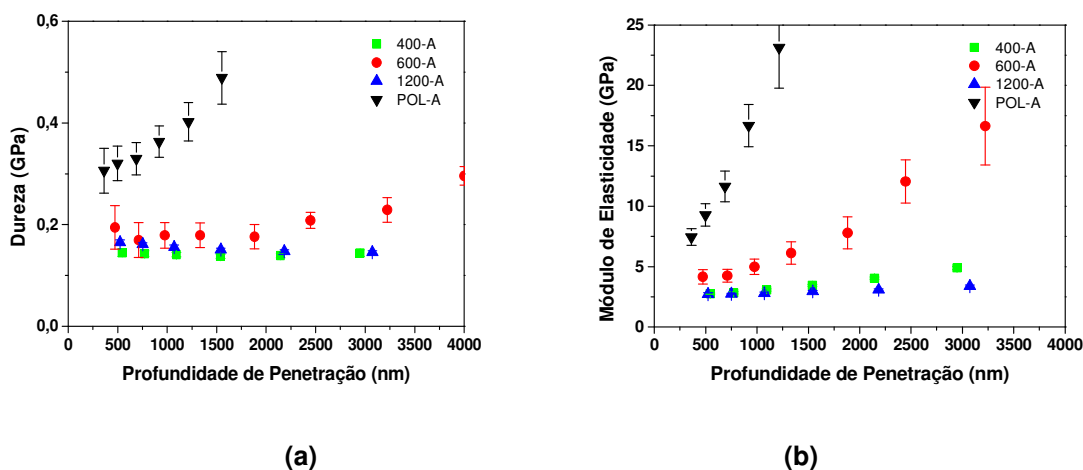 0,6
0,4
0,2
0,0
Dureza (GPa)
400-A
600-A
1200-A
POL-A
0 500 1000 1500 2000 2500 3000 3500 4000
Profundidade de Penetração (nm)
(a)
25
20
15
10
5
0
Módulo de Elasticidade (GPa)
400-A
600-A
1200-A
POL-A
0 500 1000 1500 2000 2500 3000 3500 4000
Profundidade de Penetração (nm)
(b)